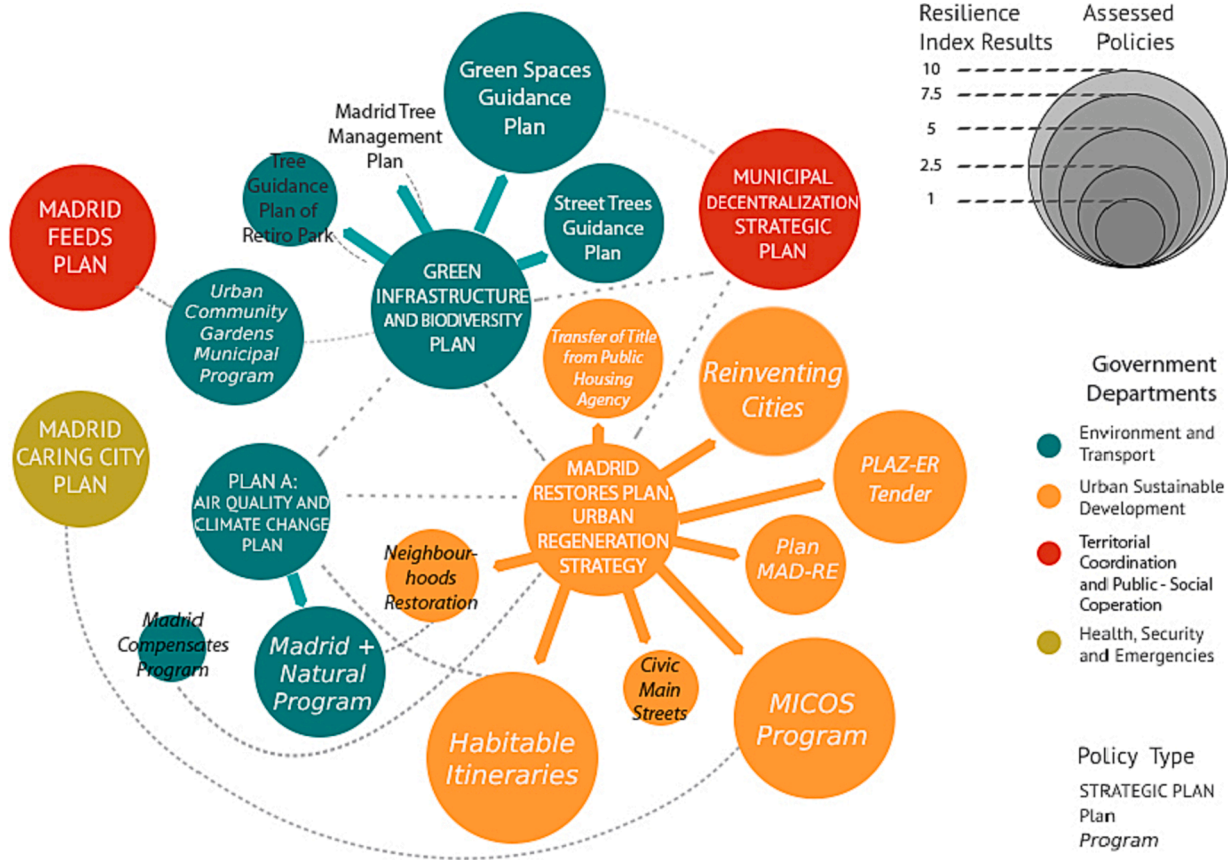 Resilience
Index Results
Assessed
Policies
10
7.5
5
2.5
1
Green Spaces
Guidance
Plan
Madrid Tree
Management
Plan
Tree
Guidance
Plan of
Retiro Park
Street Trees
Guidance
Plan
MUNICIPAL
DECENTRALIZATION
STRATEGIC
PLAN
MADRID
FEEDS
PLAN
GREEN
INFRASTRUCTURE
AND BIODIVERSITY
PLAN
Urban
Community
Gardens
Municipal
Program
Transfer of Title
from Public
Housing
Agency
Reinventing
Cities
MADRID
CARING CITY
PLAN
PLAN A:
AIR QUALITY AND
CLIMATE CHANGE
PLAN
MADRID
RESTORES PLAN.
URBAN
REGENERATION
STRATEGY
PLAZ-ER
Tender
Plan
MAD-RE
Neighbour-
hoods
Restoration
Madrid
Compensates
Program
Madrid +
Natural
Program
Civic
Main
Streets
MICOS
Program
Habitable
Itineraries
Government
Departments
Environment and
Transport
Urban Sustainable
Development
Territorial
Coordination
and Public - Social
Coperation
Health, Security
and Emergencies
Policy Type
STRATEGIC PLAN
Plan
Program